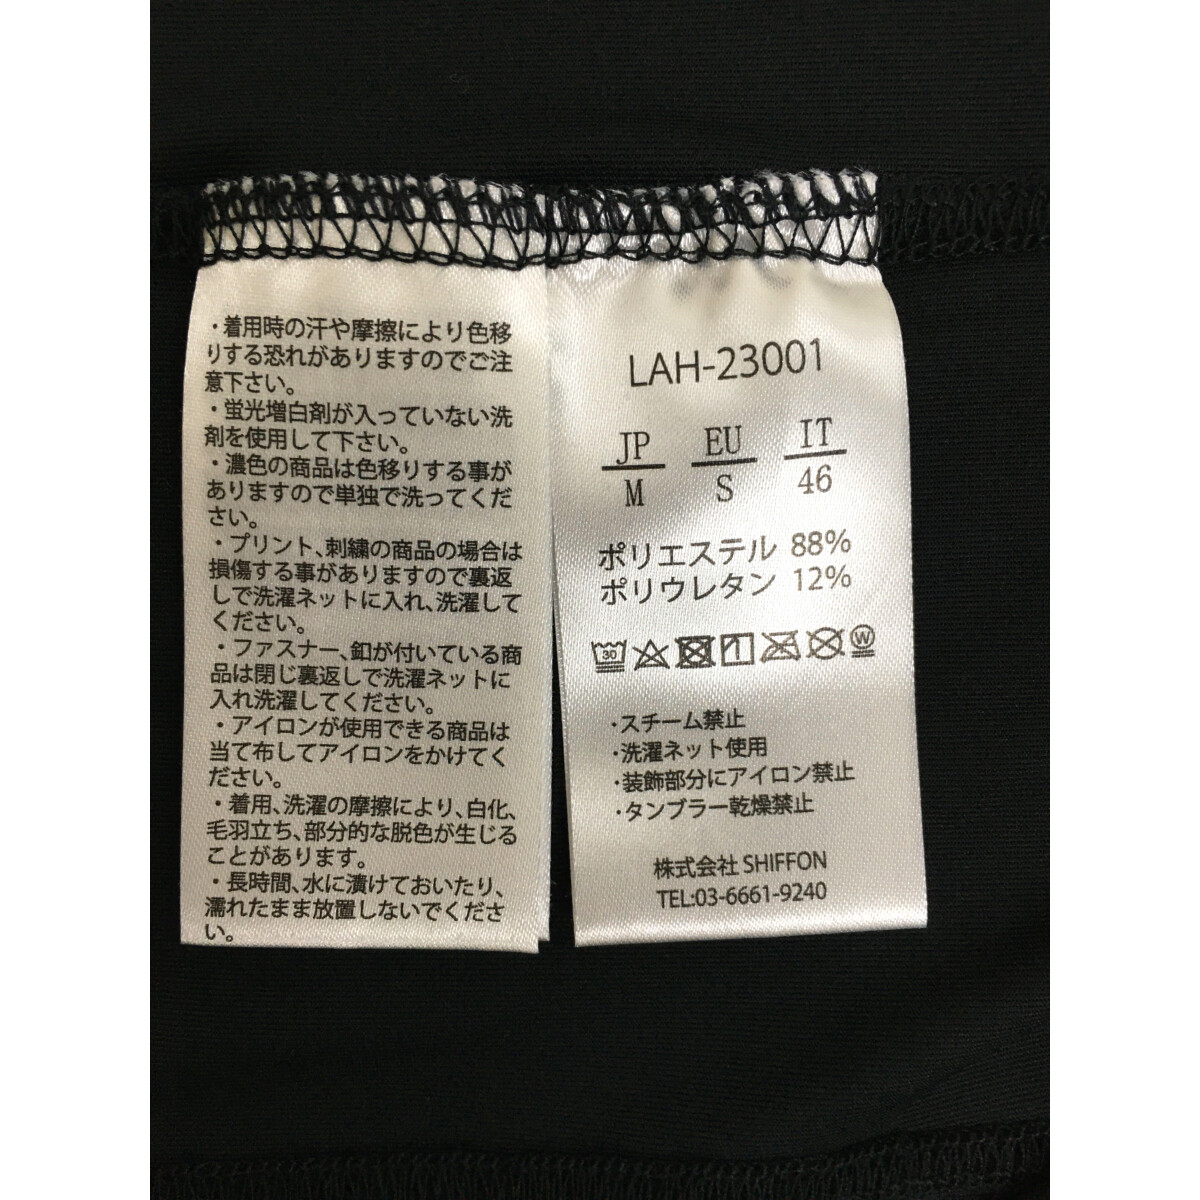 ・着用時の汗や摩擦により色移
りする恐れがありますのでご注
意下さい。
・蛍光増白剤が入っていない洗
剤を使用して下さい。
・濃色の商品は色移りする事が
ありますので単独で洗ってくだ
さい。
・プリント、刺繍の商品の場合は
損傷する事がありますので裏返
しで洗濯ネットに入れ、洗濯して
ください。
・ファスナー、釦が付いている商
品は閉じ裏返しで洗濯ネットに
入れ洗濯してください。
・アイロンが使用できる商品は
当て布してアイロンをかけてく
ださい。
・着用、洗濯の摩擦により、白化、
毛羽立ち、部分的な脱色が生じる
ことがあります。
・長時間、水に漬けておいたり、
濡れたまま放置しないでくださ
い。
LAH-23001
JP EU IT
M S 46
ポリエステル 88%
ポリウレタン 12%
30 W
・スチーム禁止
・洗濯ネット使用
・装飾部分にアイロン禁止
・タンブラー乾燥禁止
株式会社 SHIFFON
TEL:03-6661-9240